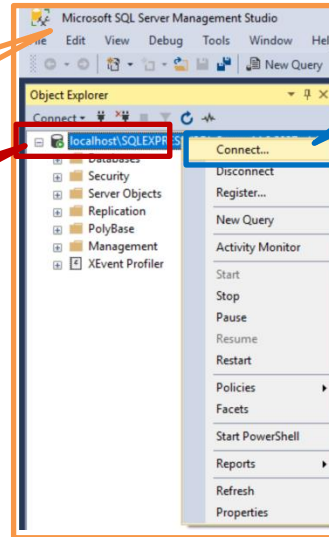 Microsoft SQL Server Management Studio
File Edit View Debug Tools Window Hel
New Query
Object Explorer
Connect
localhost\SQLEXPRES
Databases
Security
Server Objects
Replication
PolyBase
Management
XEvent Profiler
Connect...
Disconnect
Register...
New Query
Activity Monitor
Start
Stop
Pause
Resume
Restart
Policies
Facets
Start PowerShell
Reports
Refresh
Properties